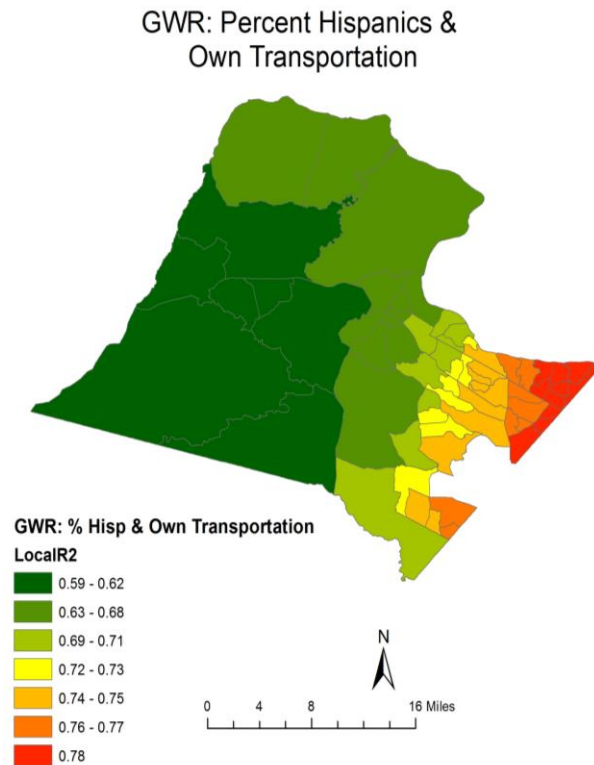 GWR: Percent Hispanics &
Own Transportation
GWR: % Hisp & Own Transportation
LocalR2
0.59 - 0.62
0.63 - 0.68
0.69 - 0.71
0.72 - 0.73
0.74 - 0.75
0.76 - 0.77
0.78
N
0 4 8 16 Miles